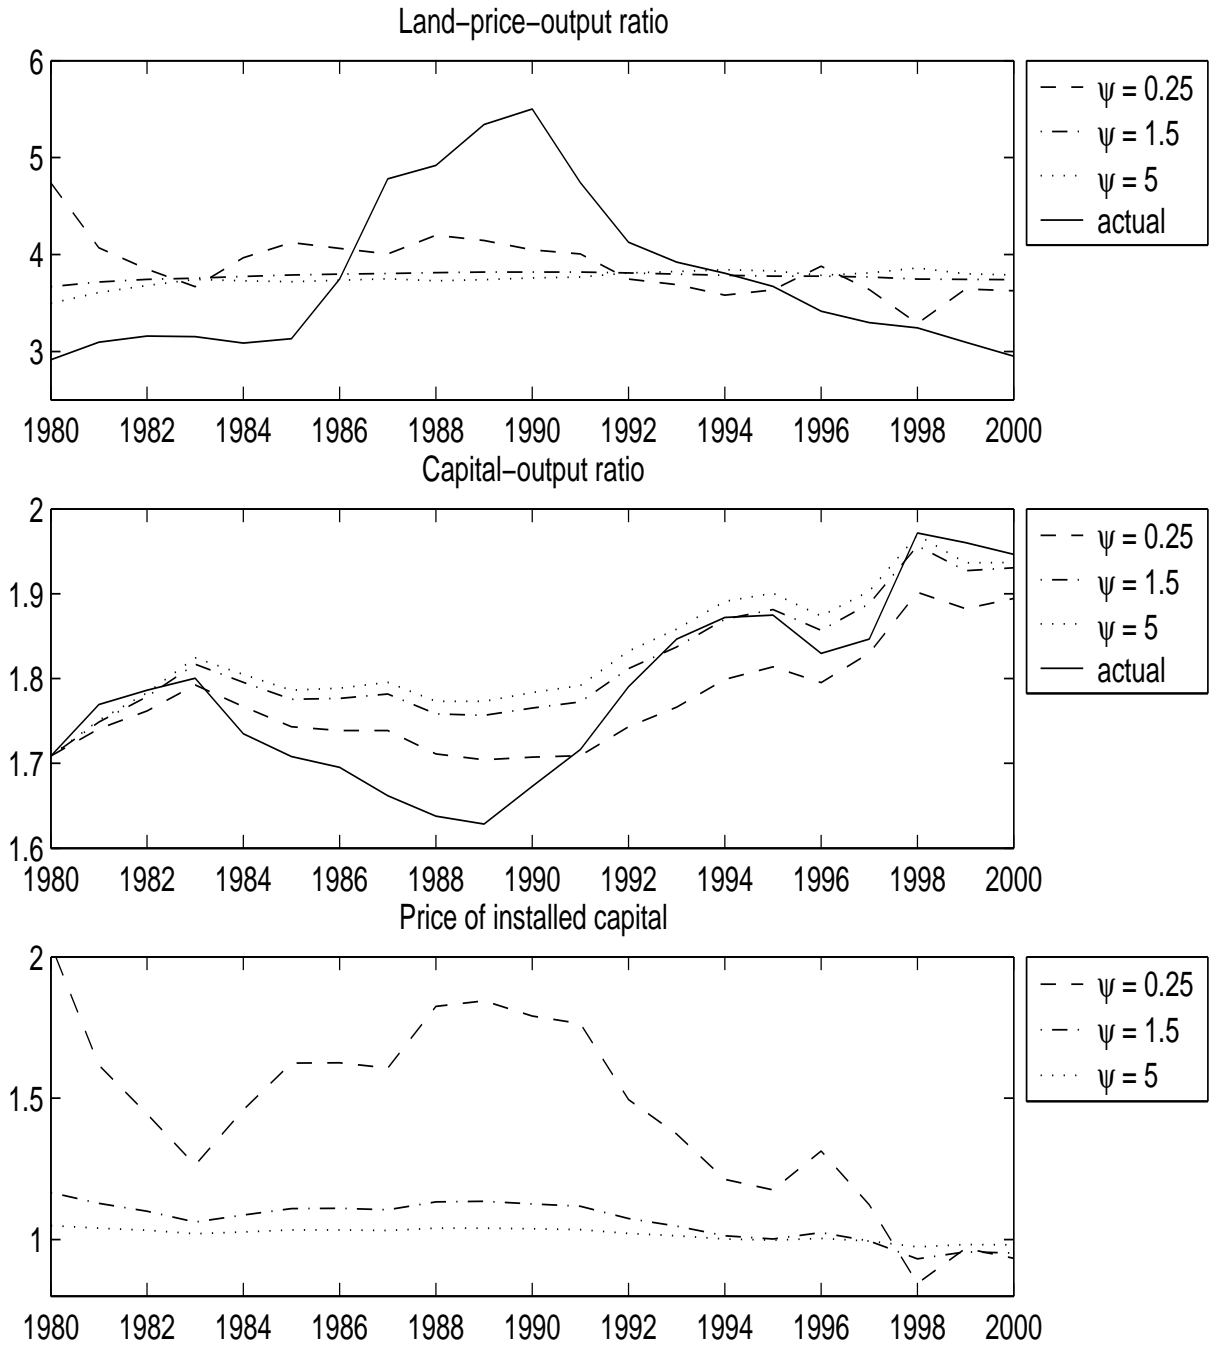 Land−price−output ratio
6
5
4
3
1980 1982 1984 1986 1988 1990 1992 1994 1996 1998 2000
ψ = 0.25
ψ = 1.5
ψ = 5
actual
Capital−output ratio
2
1.9
1.8
1.7
1.6
1980 1982 1984 1986 1988 1990 1992 1994 1996 1998 2000
ψ = 0.25
ψ = 1.5
ψ = 5
actual
Price of installed capital
2
1.5
1
1980 1982 1984 1986 1988 1990 1992 1994 1996 1998 2000
ψ = 0.25
ψ = 1.5
ψ = 5